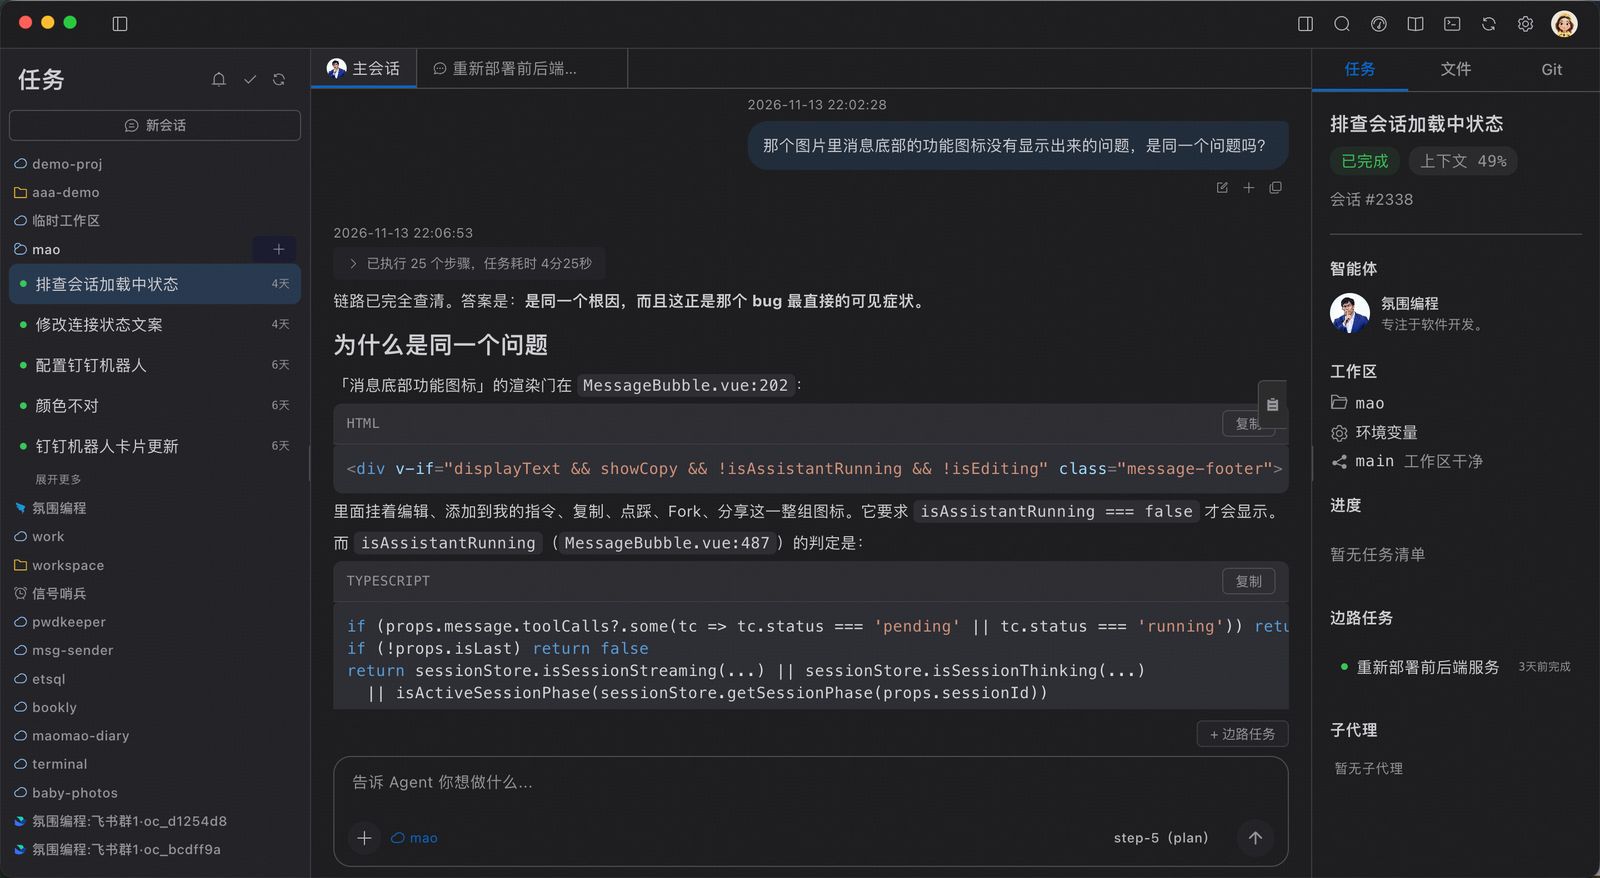 任务
新会话
demo-proj
aaa-demo
临时工作区
mao
排查会话加载中状态 4天
修改连接状态文案 4天
配置钉钉机器人 6天
颜色不对 6天
钉钉机器人卡片更新 6天
展开更多
氛围编程
work
workspace
信号哨兵
pwdkeeper
msg-sender
etsql
bookly
maomao-diary
terminal
baby-photos
氛围编程:飞书群1·oc_d1254d8
氛围编程:飞书群1·oc_bcdff9a
主会话
重新部署前后端...
2026-11-13 22:02:28
那个图片里消息底部的功能图标没有显示出来的问题，是同一个问题吗？
2026-11-13 22:06:53
已执行 25 个步骤，任务耗时 4分25秒
链路已完全查清。答案是：是同一个根因，而且这正是那个 bug 最直接的可见症状。
为什么是同一个问题
「消息底部功能图标」的渲染门在 MessageBubble.vue:202：
HTML
复制
<div v-if="displayText && showCopy && !isAssistantRunning && !isEditing" class="message-footer">
里面挂着编辑、添加到我的指令、复制、点踩、Fork、分享这一整组图标。它要求 isAssistantRunning === false 才会显示。
而 isAssistantRunning （MessageBubble.vue:487）的判定是：
TYPESCRIPT
复制
if (props.message.toolCalls?.some(tc => tc.status === 'pending' || tc.status === 'running')) retu
if (!props.isLast) return false
return sessionStore.isSessionStreaming(...) || sessionStore.isSessionThinking(...)
|| isActiveSessionPhase(sessionStore.getSessionPhase(props.sessionId))
+ 边路任务
告诉 Agent 你想做什么...
mao
step-5 (plan)
任务
文件
Git
排查会话加载中状态
已完成
上下文 49%
会话 #2338
智能体
氛围编程
专注于软件开发。
工作区
mao
环境变量
main 工作区干净
进度
暂无任务清单
边路任务
重新部署前后端服务 3天前完成
子代理
暂无子代理